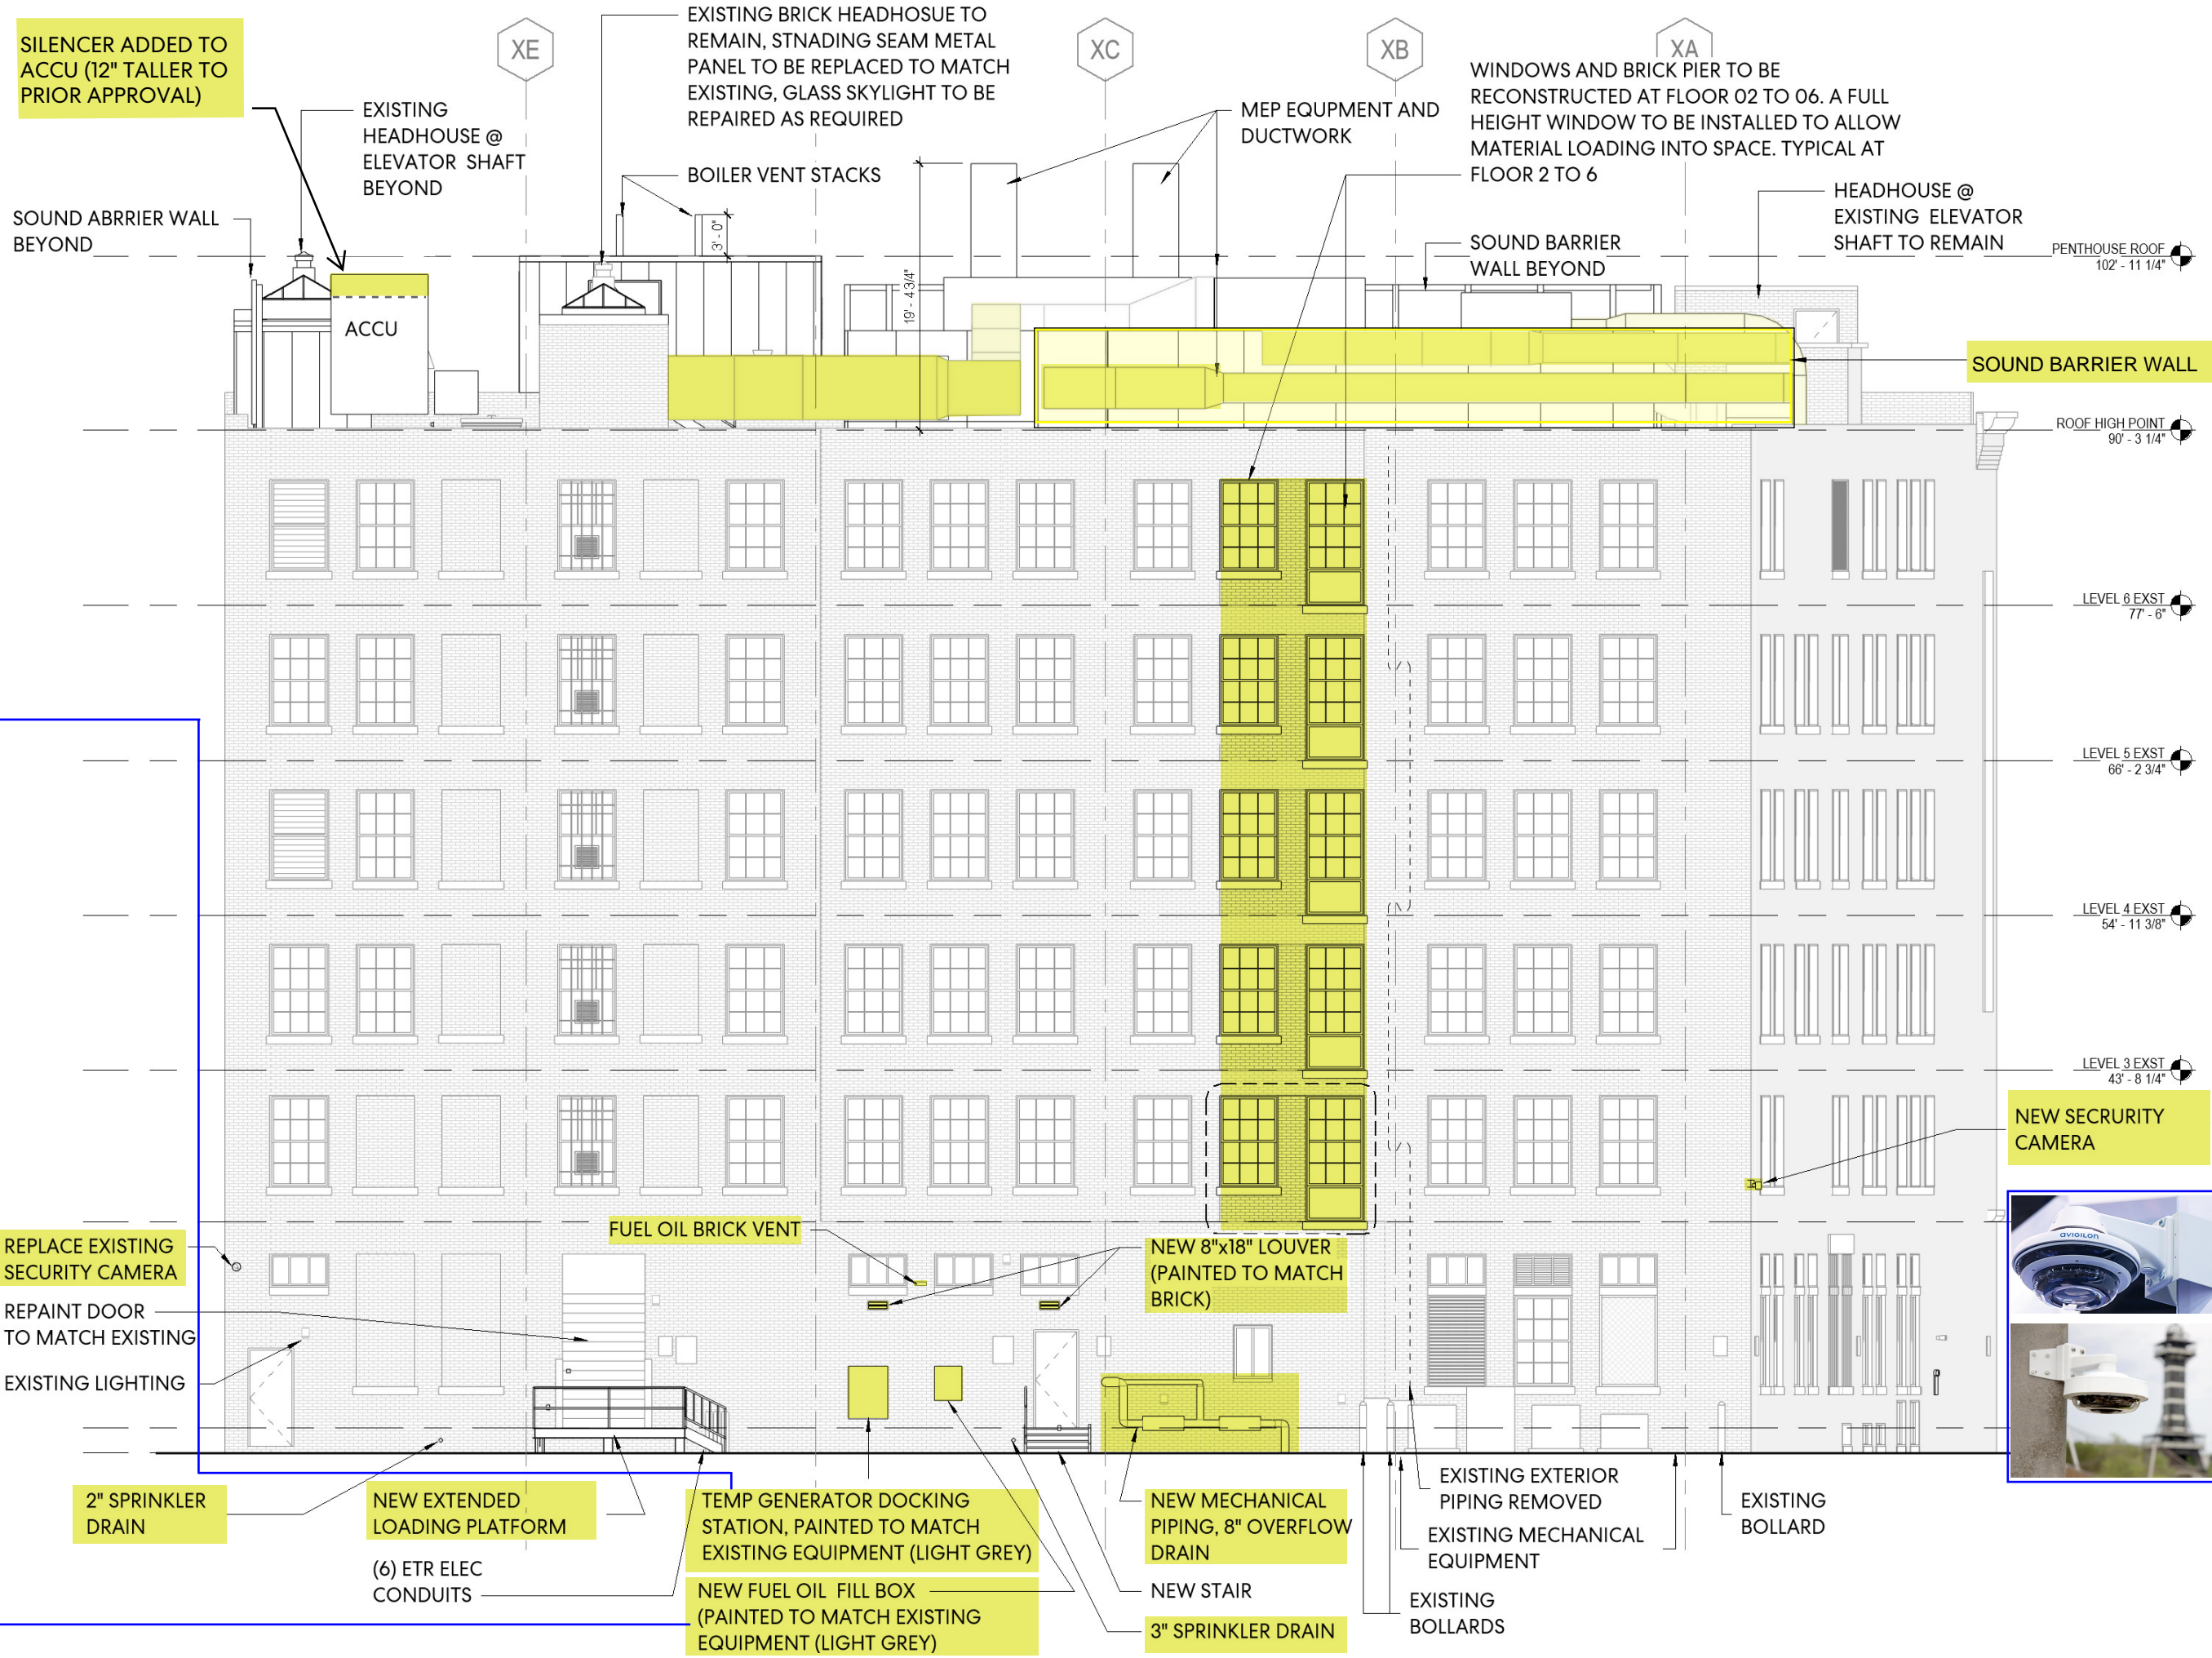 SILENCER ADDED TO
ACCU (12" TALLER TO
PRIOR APPROVAL)
XE
EXISTING BRICK HEADHOSUE TO
REMAIN, STNADING SEAM METAL
PANEL TO BE REPLACED TO MATCH
EXISTING, GLASS SKYLIGHT TO BE
REPAIRED AS REQUIRED
XC
XB
XA
WINDOWS AND BRICK PIER TO BE
RECONSTRUCTED AT FLOOR 02 TO 06. A FULL
HEIGHT WINDOW TO BE INSTALLED TO ALLOW
MATERIAL LOADING INTO SPACE. TYPICAL AT
FLOOR 2 TO 6
EXISTING
HEADHOUSE @
ELEVATOR SHAFT
BEYOND
MEP EQUPMENT AND
DUCTWORK
BOILER VENT STACKS
HEADHOUSE @
EXISTING ELEVATOR
SHAFT TO REMAIN
SOUND ABRRIER WALL
BEYOND
3' - 0"
SOUND BARRIER
WALL BEYOND
PENTHOUSE ROOF
102' - 11 1/4"
19' - 4 3/4"
ACCU
SOUND BARRIER WALL
ROOF HIGH POINT
90' - 3 1/4"
LEVEL 6 EXST
77' - 6"
LEVEL 5 EXST
66' - 2 3/4"
LEVEL 4 EXST
54' - 11 3/8"
LEVEL 3 EXST
43' - 8 1/4"
NEW SECRURITY
CAMERA
AVIGILON
FUEL OIL BRICK VENT
REPLACE EXISTING
SECURITY CAMERA
NEW 8"x18" LOUVER
(PAINTED TO MATCH
BRICK)
REPAINT DOOR
TO MATCH EXISTING
EXISTING LIGHTING
2" SPRINKLER
DRAIN
NEW EXTENDED
LOADING PLATFORM
(6) ETR ELEC
CONDUITS
TEMP GENERATOR DOCKING
STATION, PAINTED TO MATCH
EXISTING EQUIPMENT (LIGHT GREY)
NEW FUEL OIL FILL BOX
(PAINTED TO MATCH EXISTING
EQUIPMENT (LIGHT GREY)
NEW MECHANICAL
PIPING, 8" OVERFLOW
DRAIN
NEW STAIR
3" SPRINKLER DRAIN
EXISTING EXTERIOR
PIPING REMOVED
EXISTING MECHANICAL
EQUIPMENT
EXISTING
BOLLARDS
EXISTING
BOLLARD